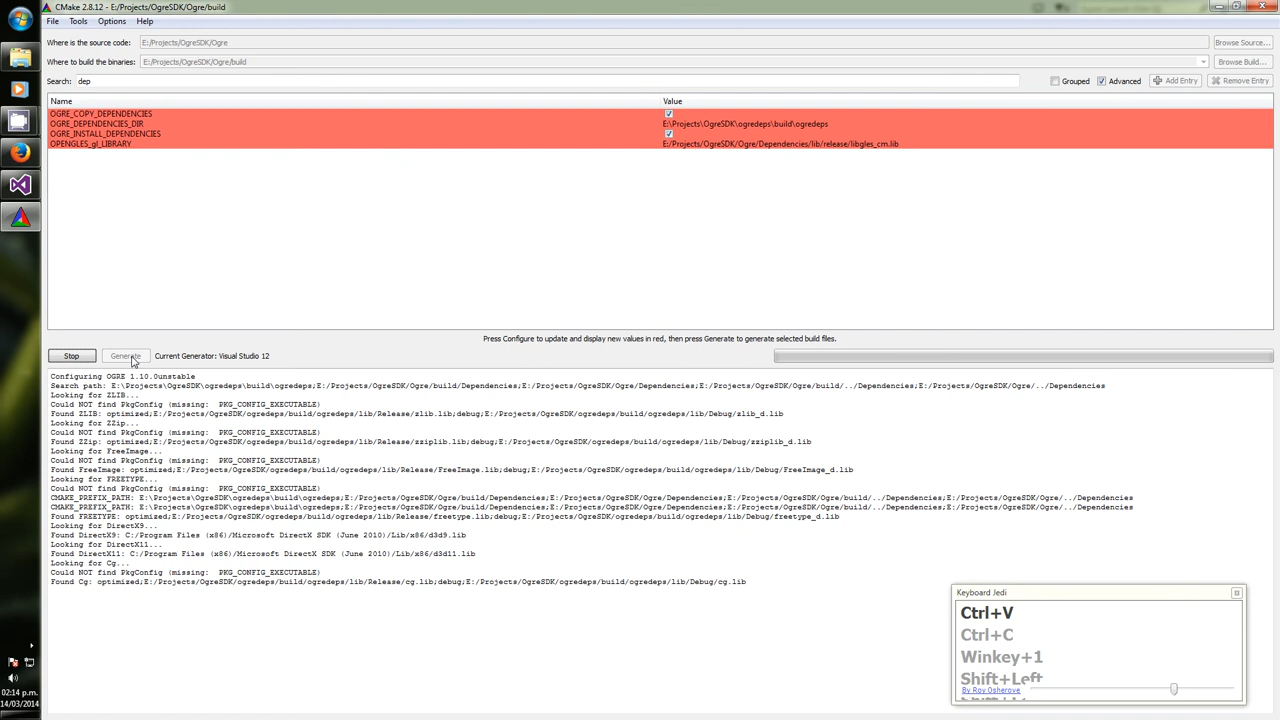 CMake 2.8.12 - E:/Projects/OgreSDK/Ogre/build
File Tools Options Help
Where is the source code: E:/Projects/OgreSDK/Ogre Browse Source...
Where to build the binaries: E:/Projects/OgreSDK/Ogre/build Browse Build...
Search: dep Grouped Advanced Add Entry Remove Entry
Name Value
OGRE_COPY_DEPENDENCIES
OGRE_DEPENDENCIES_DIR E:\Projects\OgreSDK\ogredeps\build\ogredeps
OGRE_INSTALL_DEPENDENCIES
OPENGLES_gl_LIBRARY E:/Projects/OgreSDK/Ogre/Dependencies/lib/release/libgles_cm.lib
Press Configure to update and display new values in red, then press Generate to generate selected build files.
Stop Generate Current Generator: Visual Studio 12
Configuring OGRE 1.10.0unstable
Search path: E:\Projects\OgreSDK\ogredeps\build\ogredeps;E:/Projects/OgreSDK/Ogre/build/Dependencies;E:/Projects/OgreSDK/Ogre/Dependencies;E:/Projects/OgreSDK/Ogre/build/../Dependencies;E:/Projects/OgreSDK/Ogre/../Dependencies
Looking for ZLIB...
Could NOT find PkgConfig (missing:  PKG_CONFIG_EXECUTABLE)
Found ZLIB: optimized;E:/Projects/OgreSDK/ogredeps/build/ogredeps/lib/Release/zlib.lib;debug;E:/Projects/OgreSDK/ogredeps/build/ogredeps/lib/Debug/zlib_d.lib
Looking for ZZip...
Could NOT find PkgConfig (missing:  PKG_CONFIG_EXECUTABLE)
Found ZZip: optimized;E:/Projects/OgreSDK/ogredeps/build/ogredeps/lib/Release/zziplib.lib;debug;E:/Projects/OgreSDK/ogredeps/build/ogredeps/lib/Debug/zziplib_d.lib
Looking for FreeImage...
Could NOT find PkgConfig (missing:  PKG_CONFIG_EXECUTABLE)
Found FreeImage: optimized;E:/Projects/OgreSDK/ogredeps/build/ogredeps/lib/Release/FreeImage.lib;debug;E:/Projects/OgreSDK/ogredeps/build/ogredeps/lib/Debug/FreeImage_d.lib
Looking for FREETYPE...
Could NOT find PkgConfig (missing:  PKG_CONFIG_EXECUTABLE)
CMAKE_PREFIX_PATH: E:\Projects\OgreSDK\ogredeps\build\ogredeps;E:/Projects/OgreSDK/Ogre/build/Dependencies;E:/Projects/OgreSDK/Ogre/Dependencies;E:/Projects/OgreSDK/Ogre/build/../Dependencies;E:/Projects/OgreSDK/Ogre/../Dependencies
CMAKE_PREFIX_PATH: E:\Projects\OgreSDK\ogredeps\build\ogredeps;E:/Projects/OgreSDK/Ogre/build/Dependencies;E:/Projects/OgreSDK/Ogre/Dependencies;E:/Projects/OgreSDK/Ogre/build/../Dependencies;E:/Projects/OgreSDK/Ogre/../Dependencies
Found FREETYPE: optimized;E:/Projects/OgreSDK/ogredeps/build/ogredeps/lib/Release/freetype.lib;debug;E:/Projects/OgreSDK/ogredeps/build/ogredeps/lib/Debug/freetype_d.lib
Looking for DirectX9...
Found DirectX9: C:/Program Files (x86)/Microsoft DirectX SDK (June 2010)/Lib/x86/d3d9.lib
Looking for DirectX11...
Found DirectX11: C:/Program Files (x86)/Microsoft DirectX SDK (June 2010)/Lib/x86/d3d11.lib
Looking for Cg...
Could NOT find PkgConfig (missing:  PKG_CONFIG_EXECUTABLE)
Found Cg: optimized;E:/Projects/OgreSDK/ogredeps/build/ogredeps/lib/Release/cg.lib;debug;E:/Projects/OgreSDK/ogredeps/build/ogredeps/lib/Debug/cg.lib
Keyboard Jedi
Ctrl+V
Ctrl+C
Winkey+1
Shift+Left
By Roy Osherove
02:14 p.m.
14/03/2014